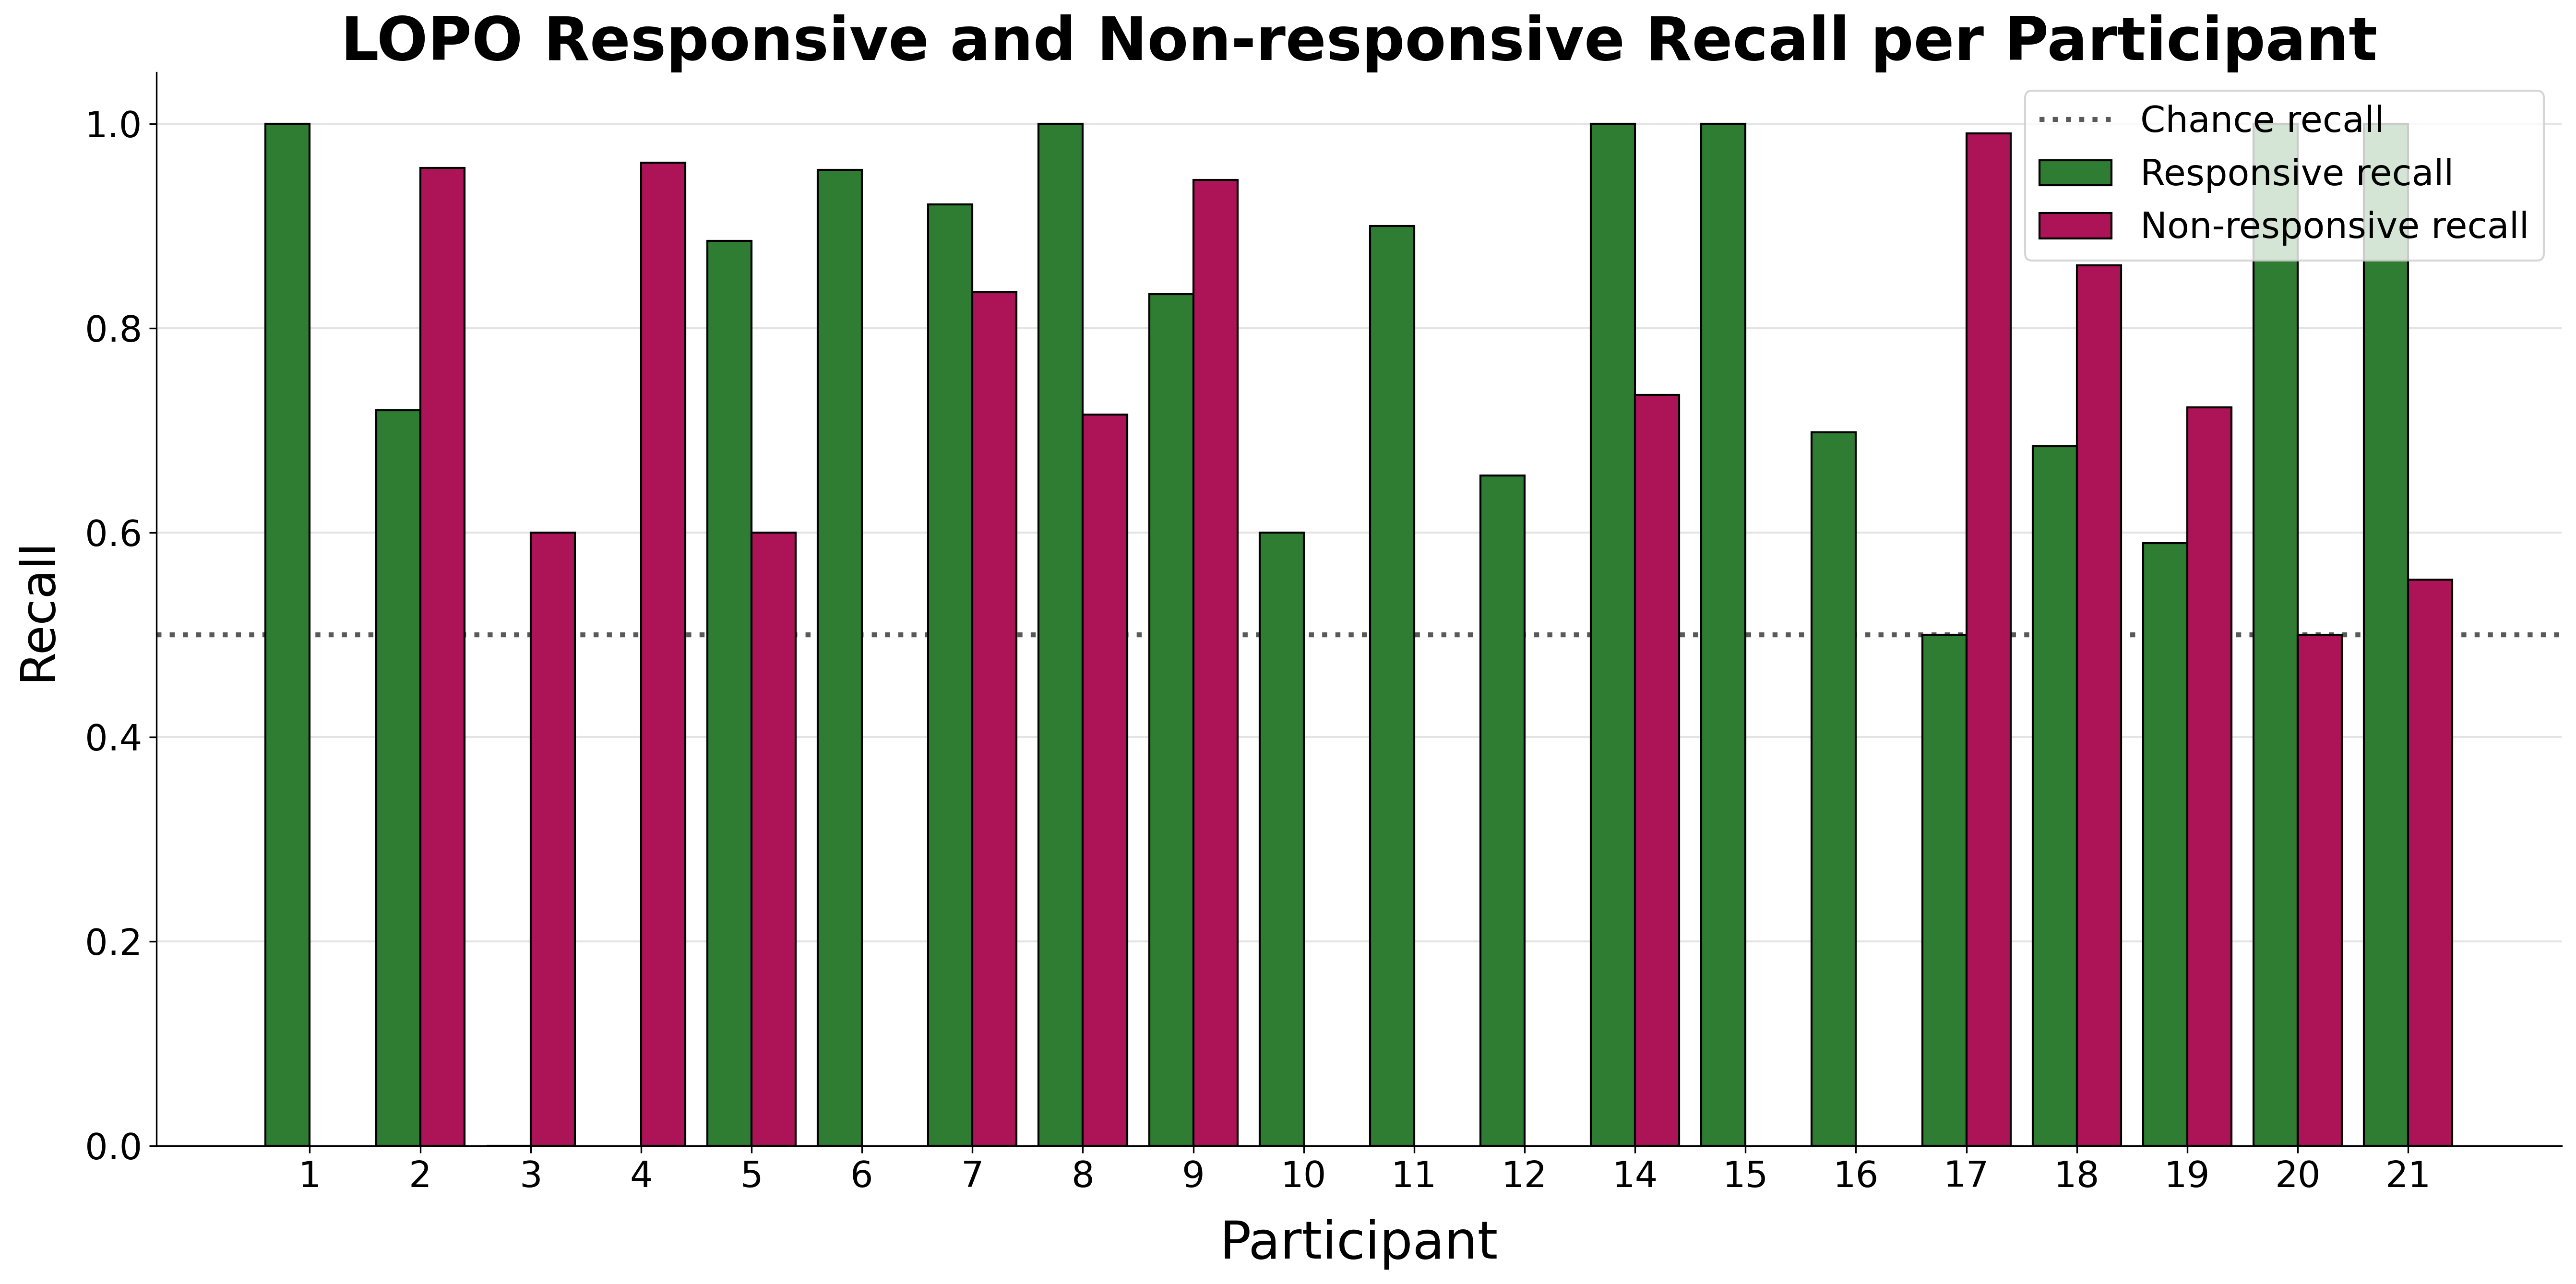 LOPO Responsive and Non-responsive Recall per Participant
Chance recall
Responsive recall
Non-responsive recall
Recall
1.0
0.8
0.6
0.4
0.2
0.0
1 2 3 4 5 6 7 8 9 10 11 12 14 15 16 17 18 19 20 21
Participant